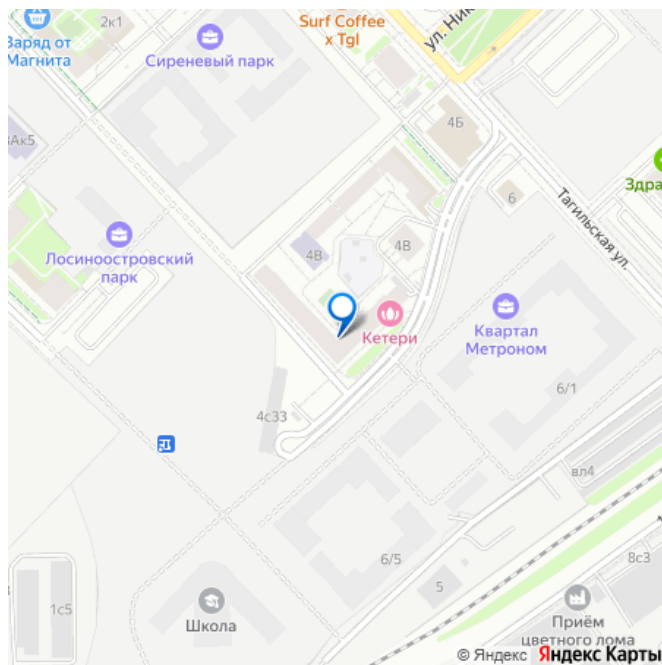 2к1
Surf Coffee
x Tgl
ул. Ник
Заряд от
Магнита
Сиреневый парк
4Б
3Ак5
Здра
6
Тагильская ул.
4В
4В
Лосиноостровский
парк
Кетери
Квартал
Метроном
6/1
4с33
вл4
6/5
8с3
5
1с5
Школа
Приём
цветного лома
© Яндекс Яндекс Карты